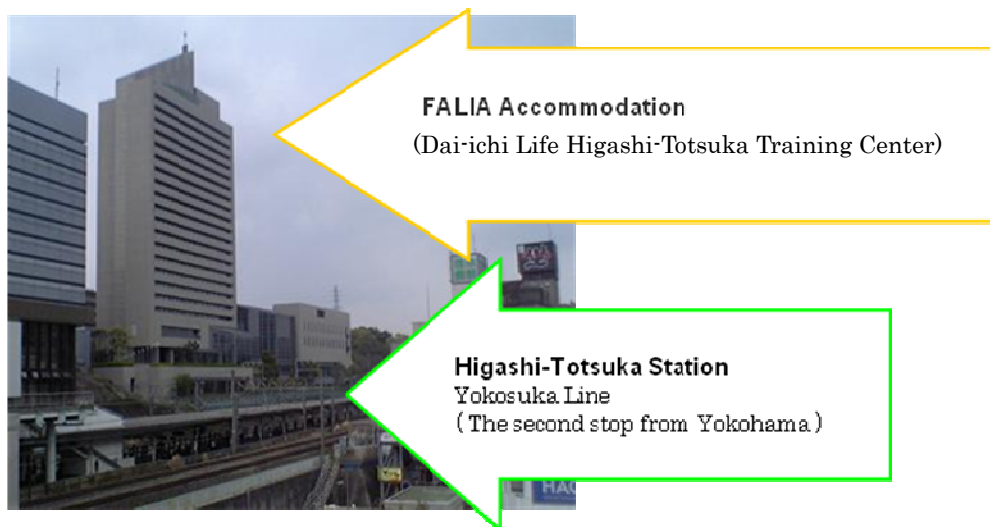 FALIA Accommodation
(Dai-ichi Life Higashi-Totsuka Training Center)
Higashi-Totsuka Station
Yokosuka Line
( The second stop from Yokohama )
HAC